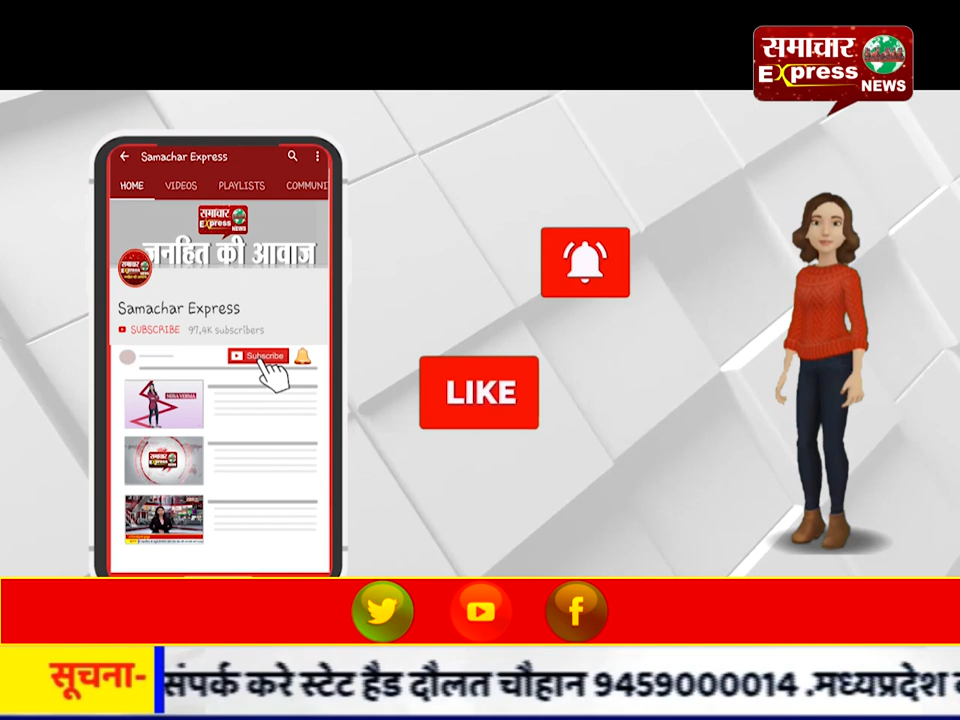 समाचार
Express
NEWS
Samachar Express
HOME VIDEOS PLAYLISTS COMMUNI
समाचार
Express
NEWS
जनहित की आवाज
Samachar Express
SUBSCRIBE 97.4K subscribers
Subscribe
LIKE
सूचना- संपर्क करे स्टेट हैड दौलत चौहान 9459000014 .मध्यप्रदेश